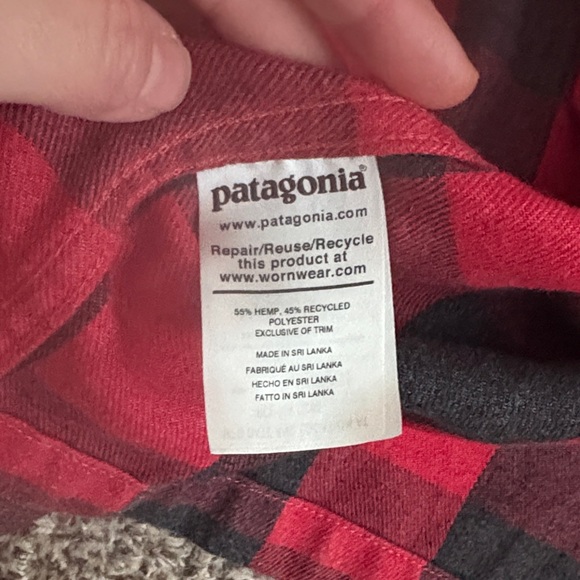 patagonia®
www.patagonia.com
Repair/Reuse/Recycle
this product at
www.wornwear.com
55% HEMP, 45% RECYCLED
POLYESTER
EXCLUSIVE OF TRIM
MADE IN SRI LANKA
FABRIQUÉ AU SRI LANKA
HECHO EN SRI LANKA
FATTO IN SRI LANKA